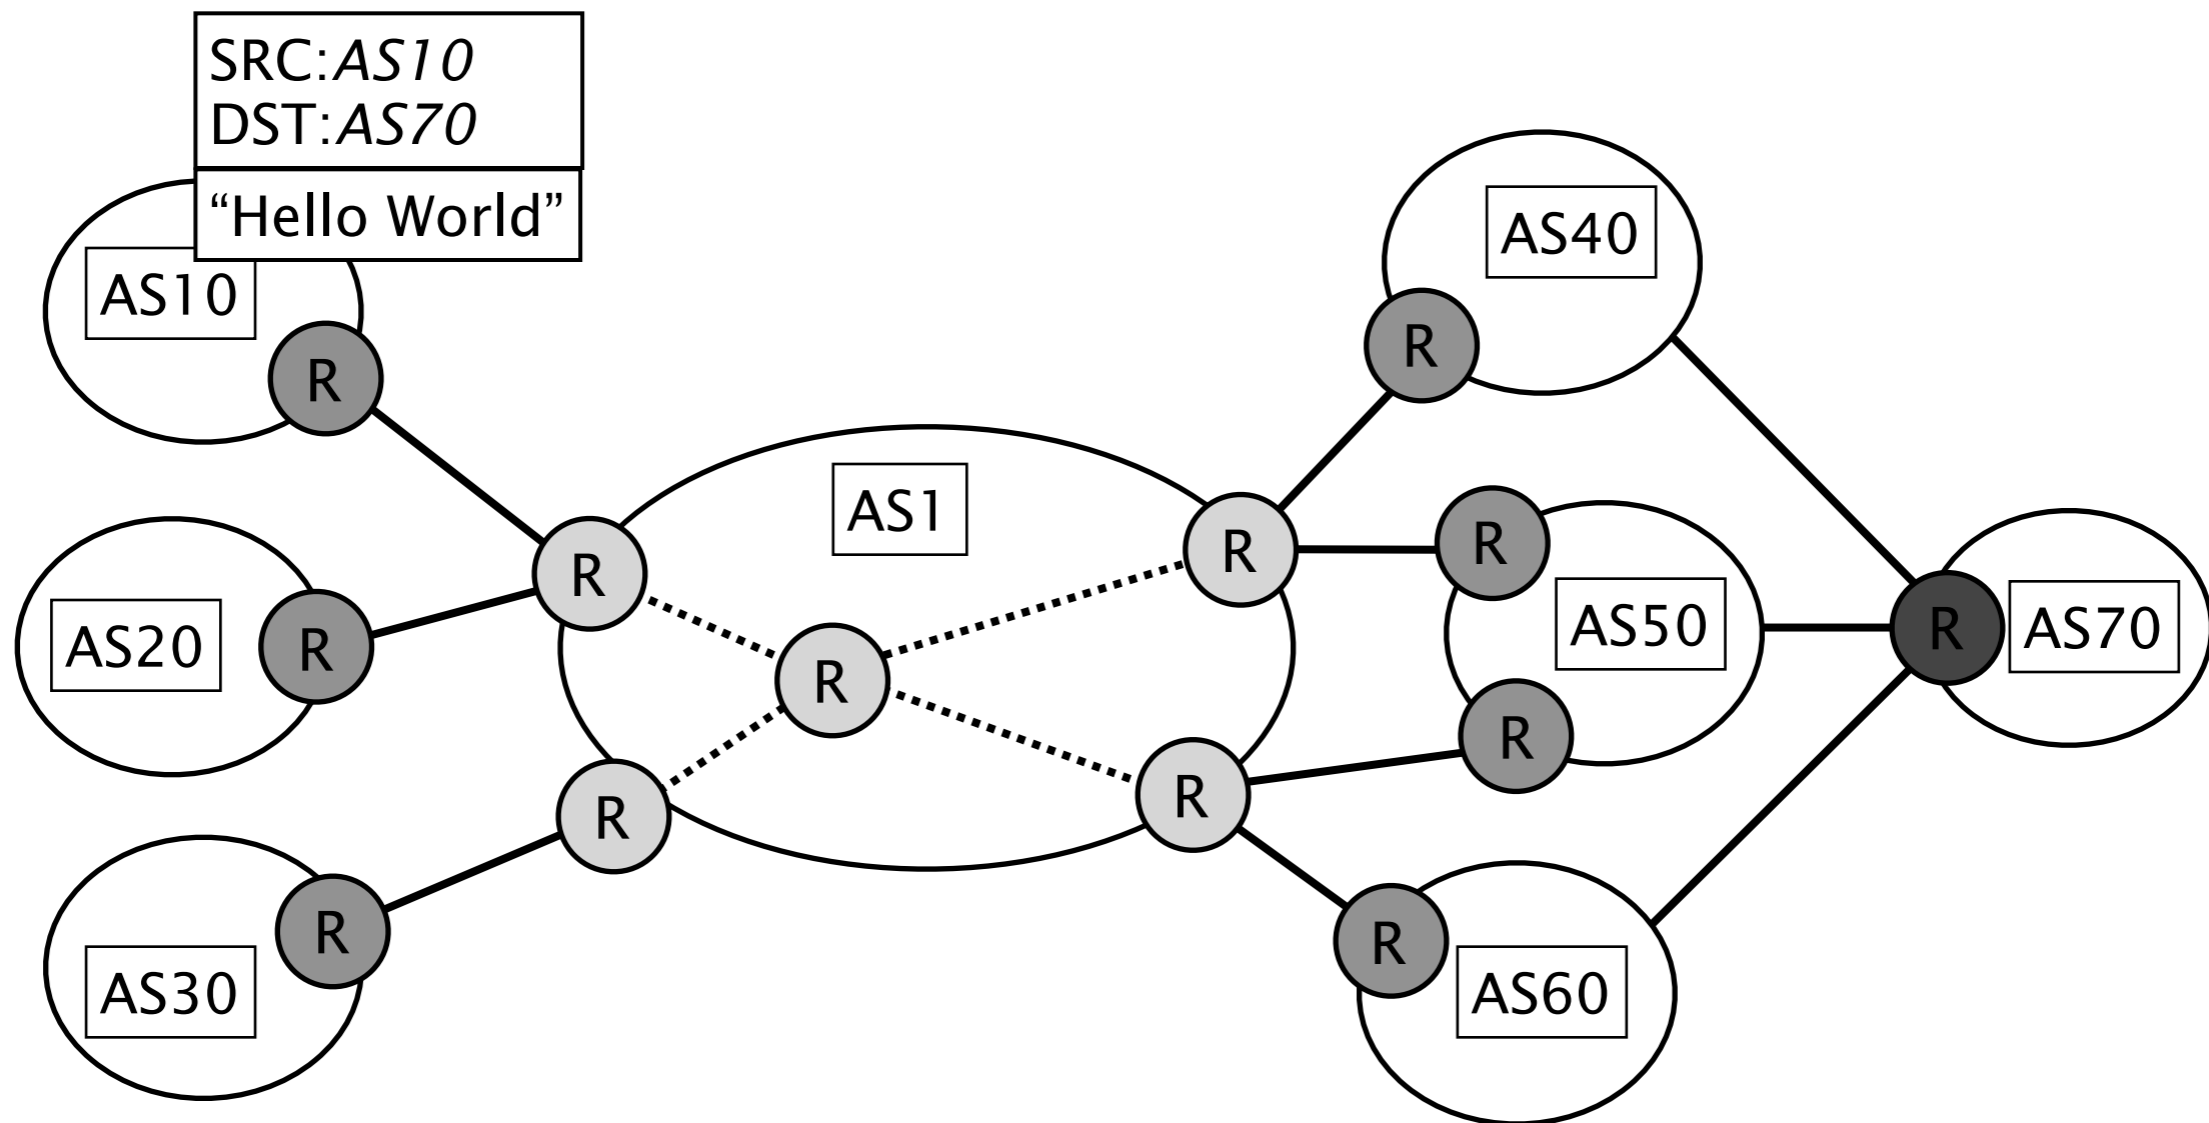 SRC:AS10
DST:AS70
“Hello World”
AS10
R
AS20
R
AS30
R
AS1
R
R
R
R
R
AS40
R
R
AS50
R
R
AS60
R
AS70